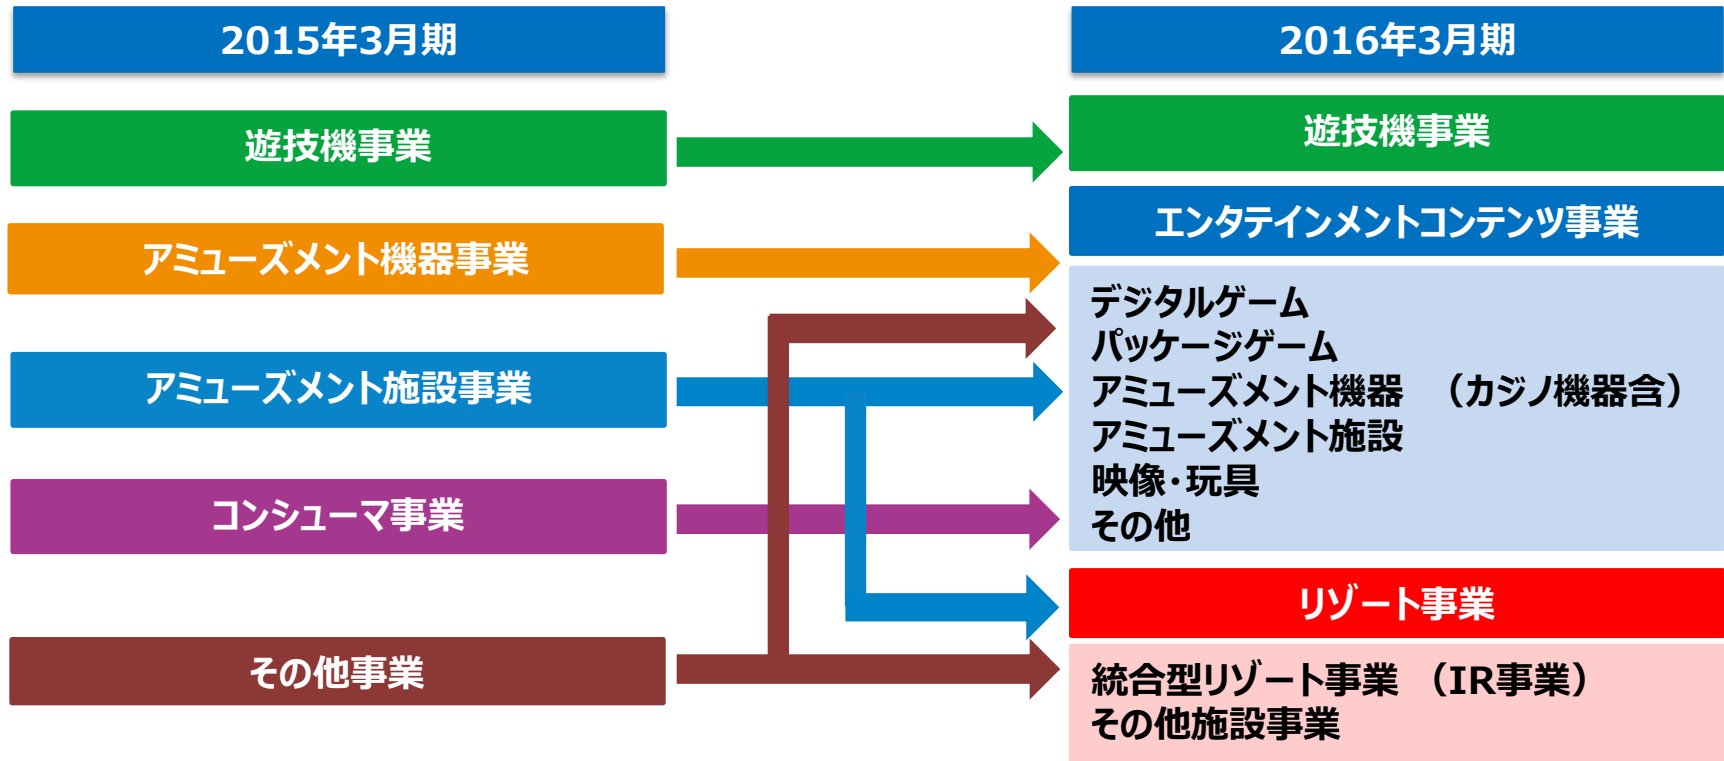 2015年3月期
遊技機事業
アミューズメント機器事業
アミューズメント施設事業
コンシューマ事業
その他事業
2016年3月期
遊技機事業
エンタテインメントコンテンツ事業
デジタルゲーム
パッケージゲーム
アミューズメント機器　（カジノ機器含）
アミューズメント施設
映像・玩具
その他
リゾート事業
統合型リゾート事業　（IR事業）
その他施設事業